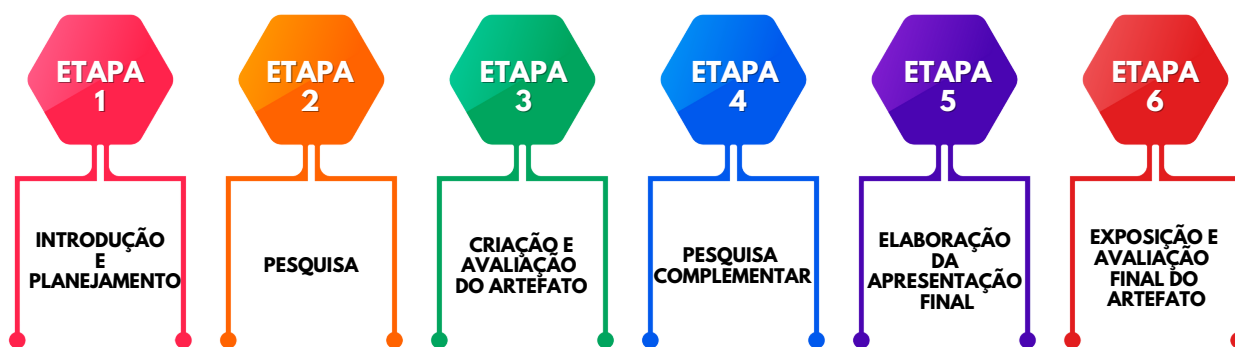 ETAPA
1
INTRODUÇÃO
E
PLANEJAMENTO
ETAPA
2
PESQUISA
ETAPA
3
CRIAÇÃO E
AVALIAÇÃO
DO ARTEFATO
ETAPA
4
PESQUISA
COMPLEMENTAR
ETAPA
5
ELABORAÇÃO
DA
APRESENTAÇÃO
FINAL
ETAPA
6
EXPOSIÇÃO E
AVALIAÇÃO
FINAL DO
ARTEFATO